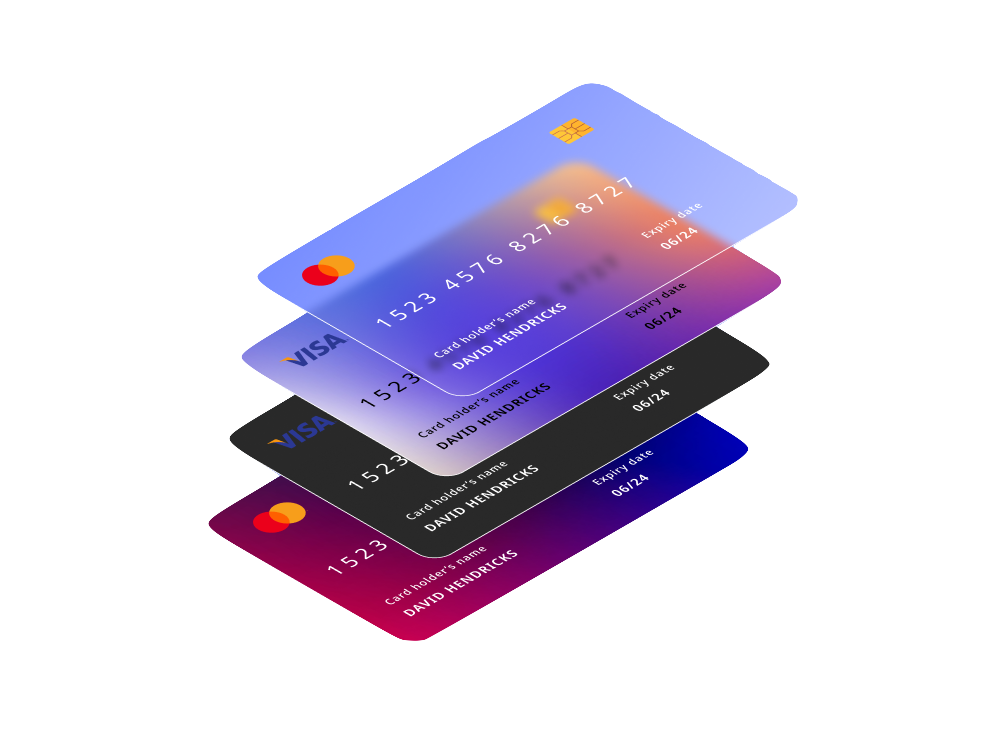 1523 4576 8276 8727
Expiry date
06/24
Card holder's name
DAVID HENDRICKS
VISA
1523
Expiry date
06/24
Card holder's name
DAVID HENDRICKS
VISA
1523
Expiry date
06/24
Card holder's name
DAVID HENDRICKS
1523
Expiry date
06/24
Card holder's name
DAVID HENDRICKS